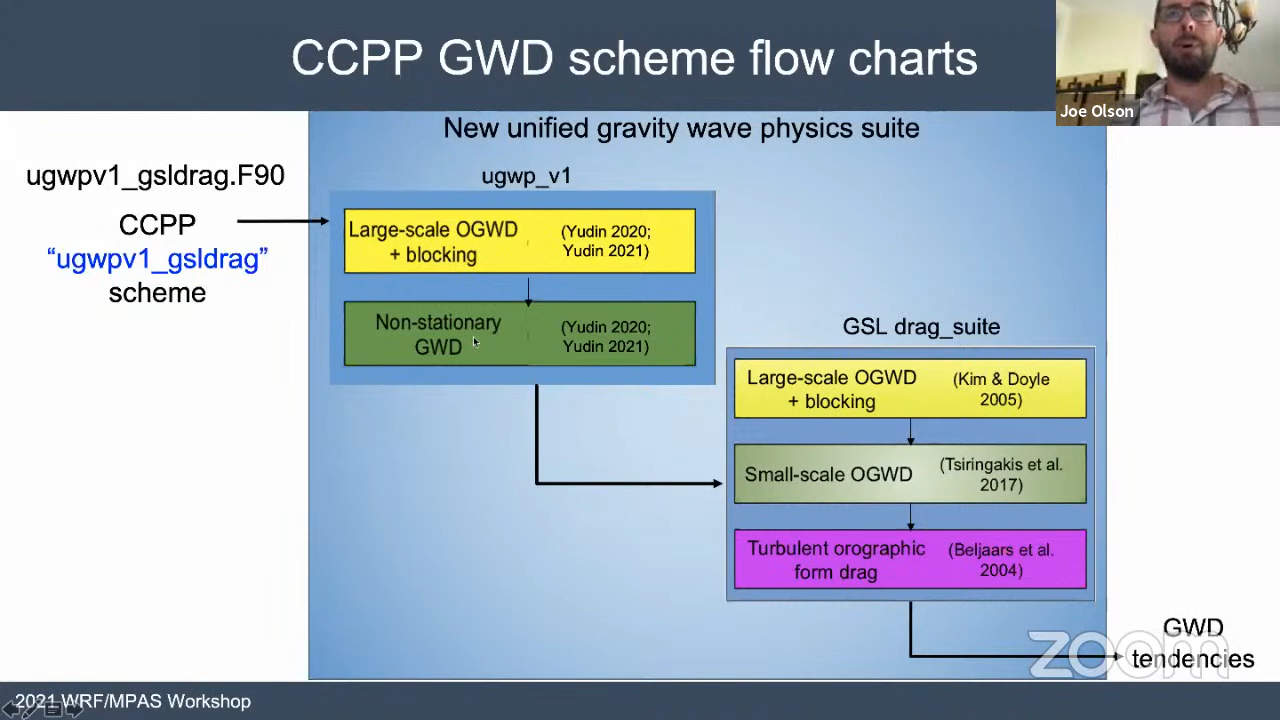 CCPP GWD scheme flow charts
Joe Olson
New unified gravity wave physics suite
ugwpv1_gsldrag.F90
CCPP
“ugwpv1_gsldrag”
scheme
ugwp_v1
Large-scale OGWD
+ blocking
(Yudin 2020;
Yudin 2021)
Non-stationary
GWD
(Yudin 2020;
Yudin 2021)
GSL drag_suite
Large-scale OGWD
+ blocking
(Kim & Doyle
2005)
Small-scale OGWD
(Tsiringakis et al.
2017)
Turbulent orographic
form drag
(Beljaars et al.
2004)
GWD
tendencies
zoom
2021 WRF/MPAS Workshop